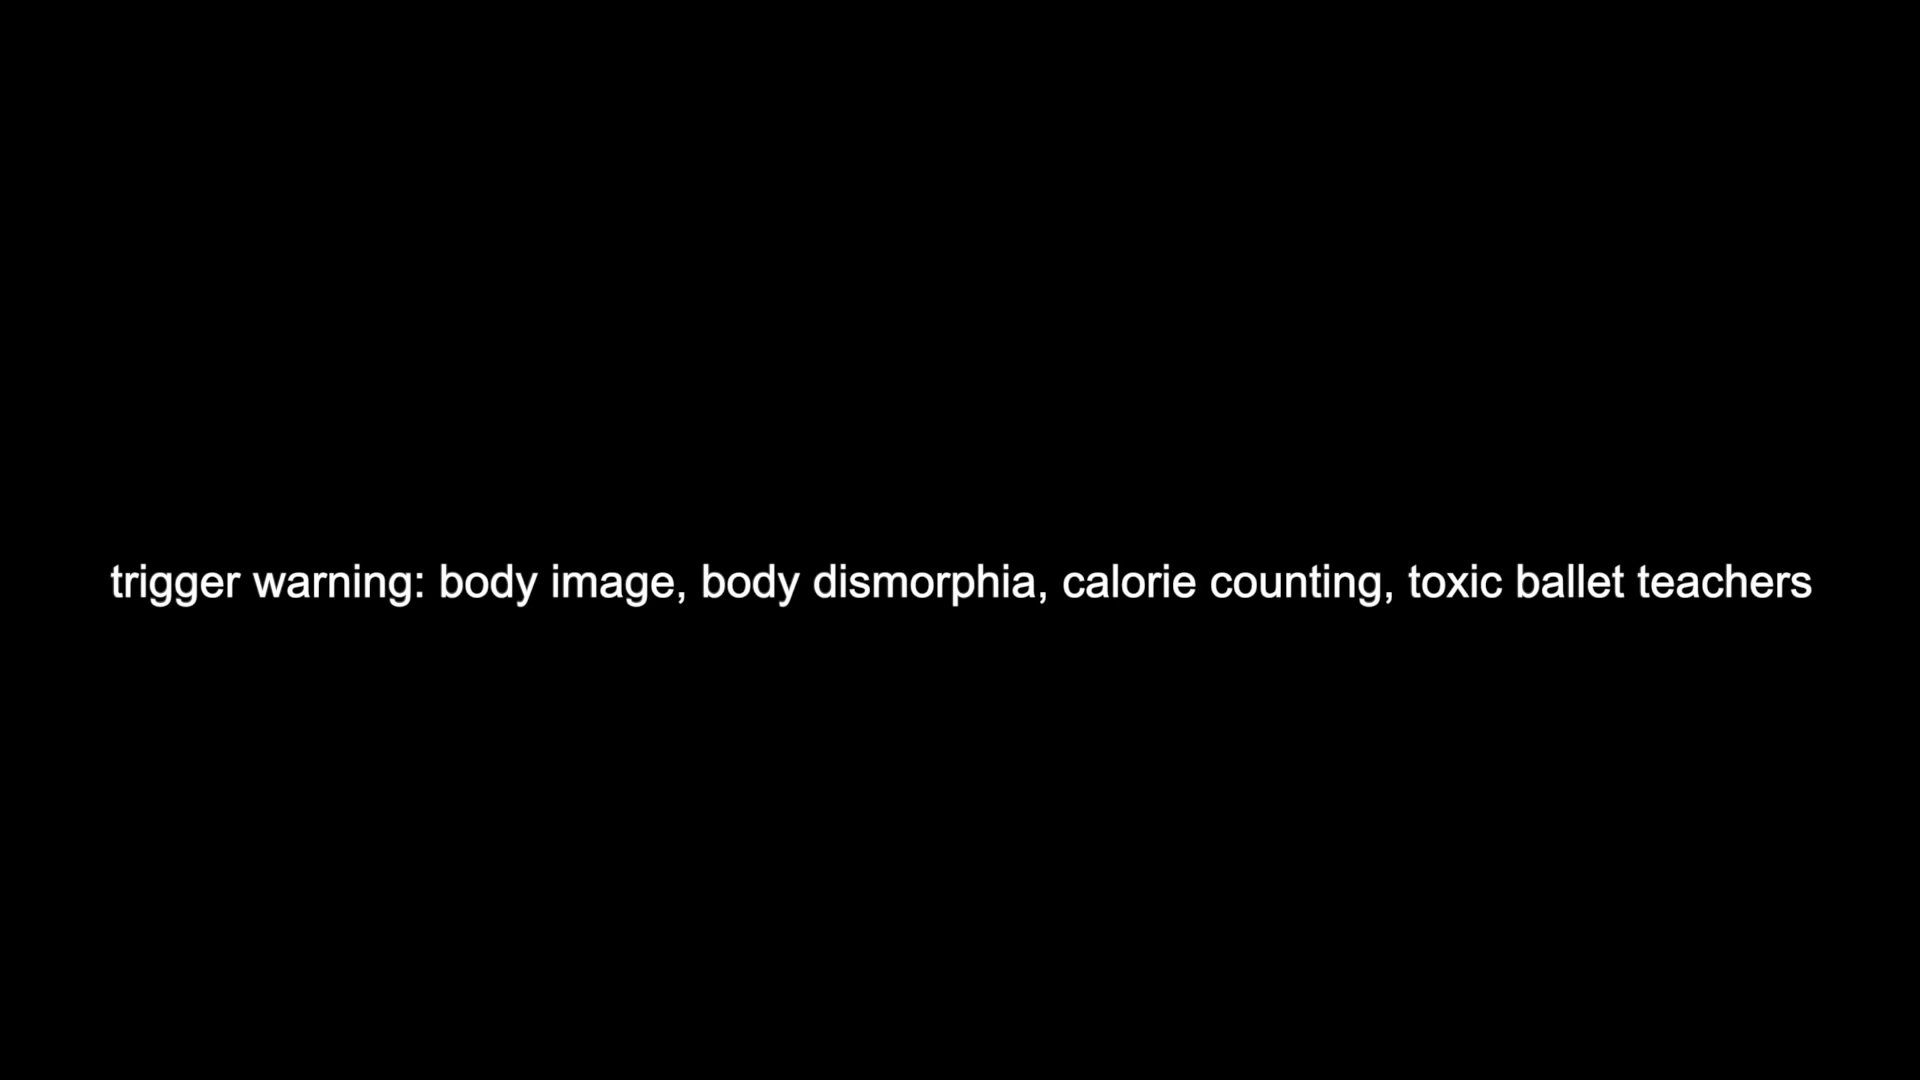 trigger warning: body image, body dismorphia, calorie counting, toxic ballet teachers